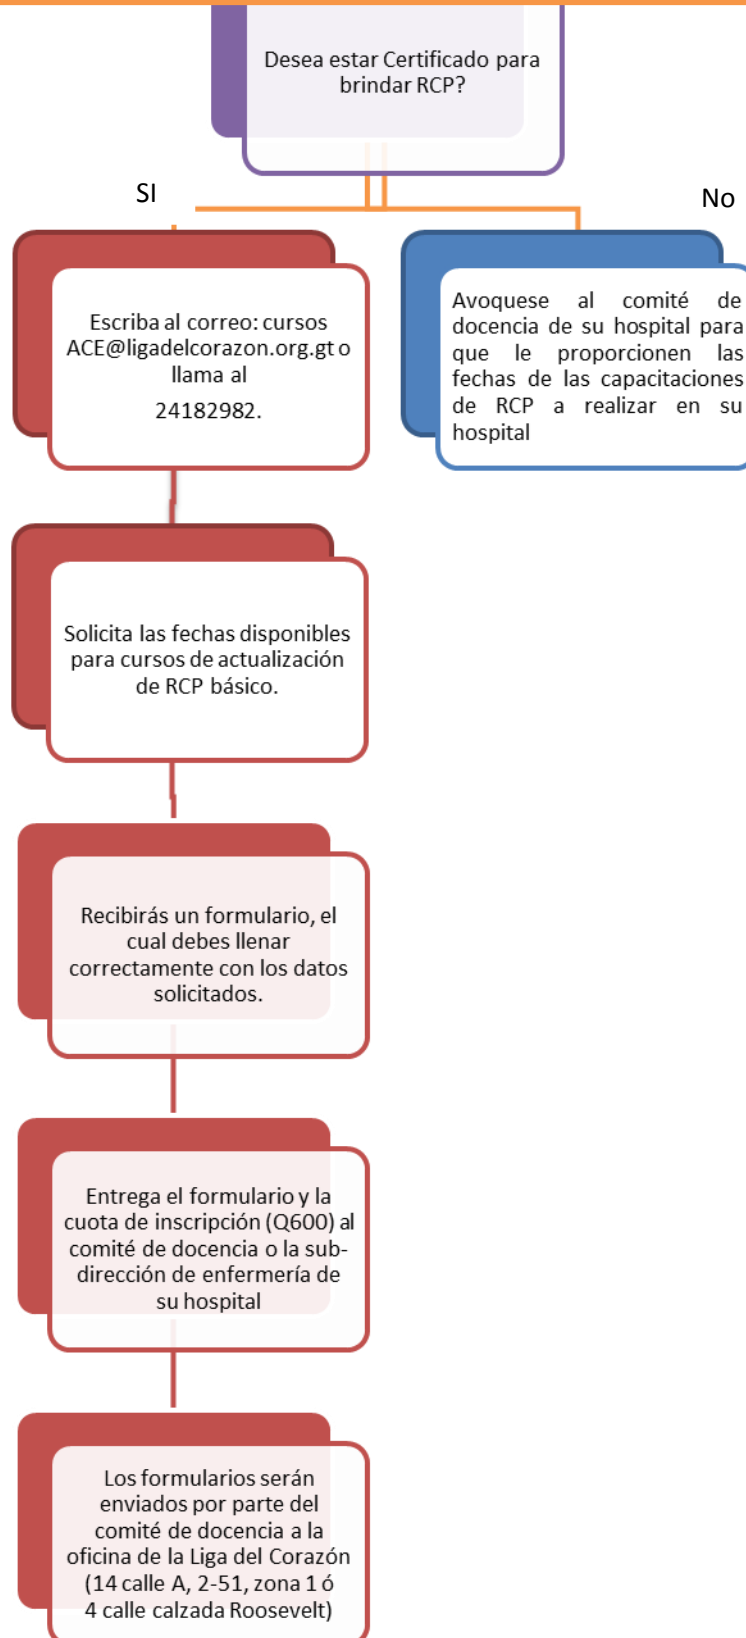 Desea estar Certificado para
brindar RCP?
SI
No
Escriba al correo: cursos
ACE@ligadelcorazon.org.gt o
llama al
24182982.
Avoquese al comité de
docencia de su hospital para
que le proporcionen las
fechas de las capacitaciones
de RCP a realizar en su
hospital
Solicita las fechas disponibles
para cursos de actualización
de RCP básico.
Recibirás un formulario, el
cual debes llenar
correctamente con los datos
solicitados.
Entrega el formulario y la
cuota de inscripción (Q600) al
comité de docencia o la sub-
dirección de enfermería de
su hospital
Los formularios serán
enviados por parte del
comité de docencia a la
oficina de la Liga del Corazón
(14 calle A, 2-51, zona 1 ó
4 calle calzada Roosevelt)